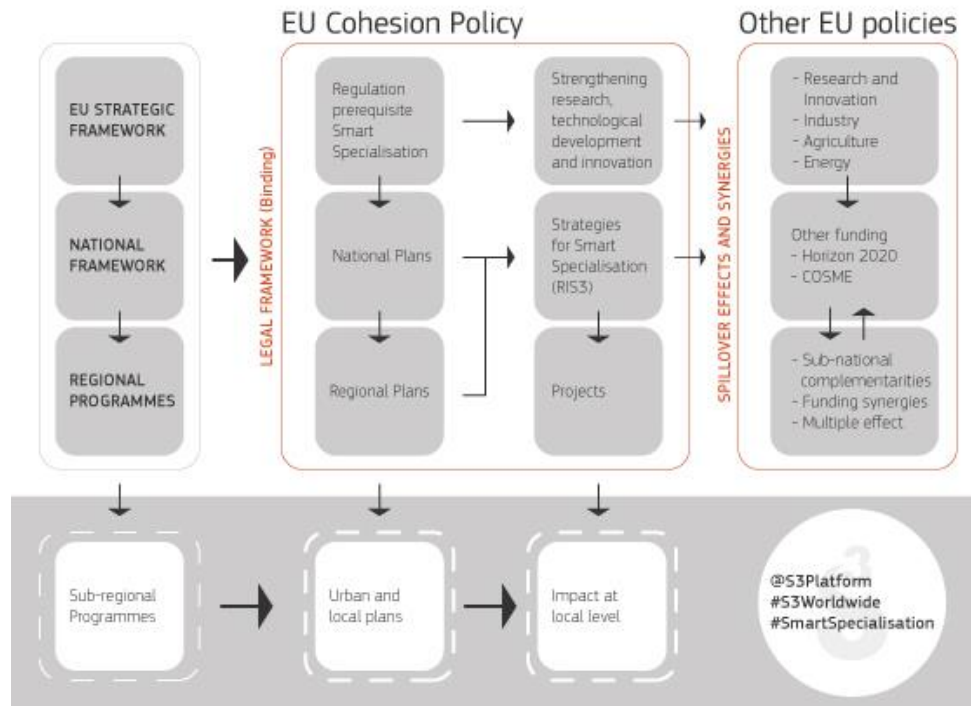 EU Cohesion Policy
Other EU policies
EU STRATEGIC
FRAMEWORK
NATIONAL
FRAMEWORK
REGIONAL
PROGRAMMES
LEGAL FRAMEWORK (Binding)
Regulation
prerequisite
Smart
Specialisation
National Plans
Regional Plans
Strengthening
research,
technological
development
and innovation
Strategies
for Smart
Specialisation
(RIS3)
Projects
SPILLOVER EFFECTS AND SYNERGIES
- Research and
Innovation
- Industry
- Agriculture
- Energy
Other funding
- Horizon 2020
- COSME
- Sub-national
complementarities
- Funding synergies
- Multiple effect
Sub-regional
Programmes
Urban and
local plans
Impact at
local level
@S3Platform
#S3Worldwide
#SmartSpecialisation